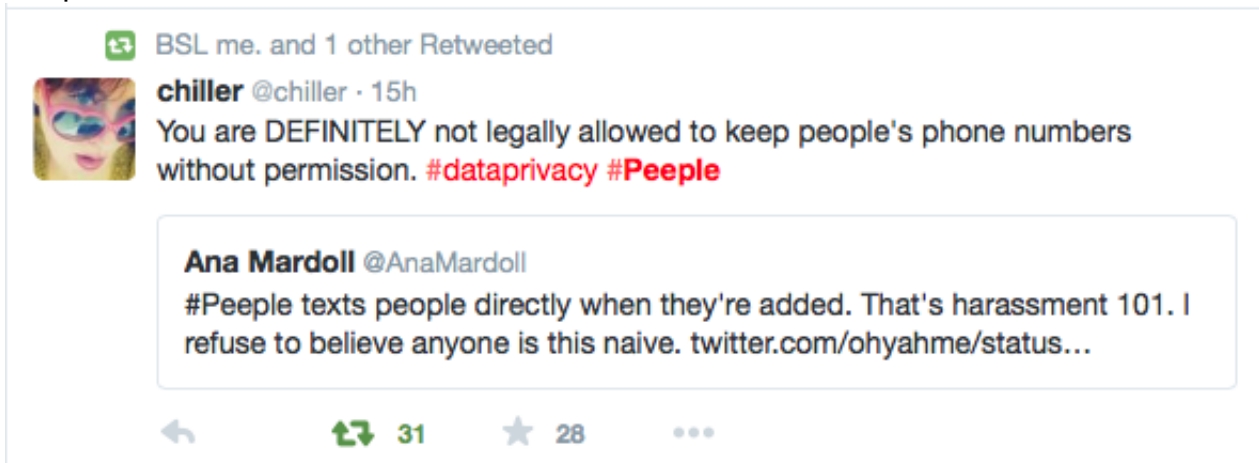 BSL me. and 1 other Retweeted
chiller @chiller · 15h
You are DEFINITELY not legally allowed to keep people's phone numbers
without permission. #dataprivacy #Peeple
Ana Mardoll @AnaMardoll
#Peeple texts people directly when they're added. That's harassment 101. I
refuse to believe anyone is this naive. twitter.com/ohyahme/status…
31 28